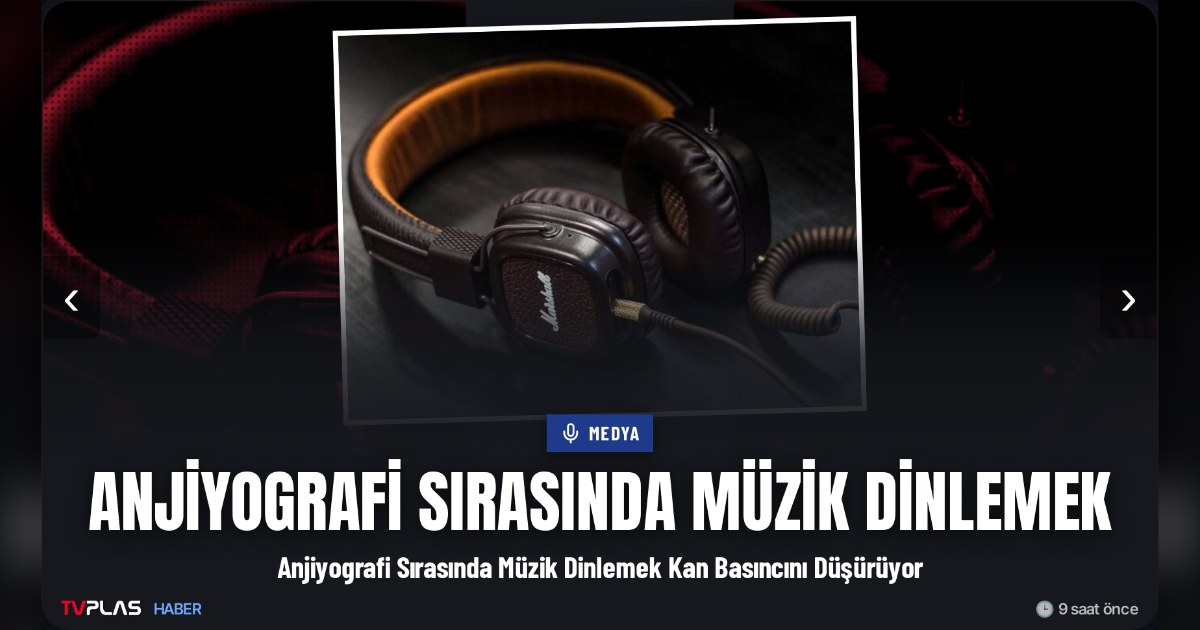 Marshall
MEDYA
ANJİYOGRAFİ SIRASINDA MÜZİK DİNLEMEK
Anjiyografi Sırasında Müzik Dinlemek Kan Basıncını Düşürüyor
TVPLAS HABER
9 saat önce